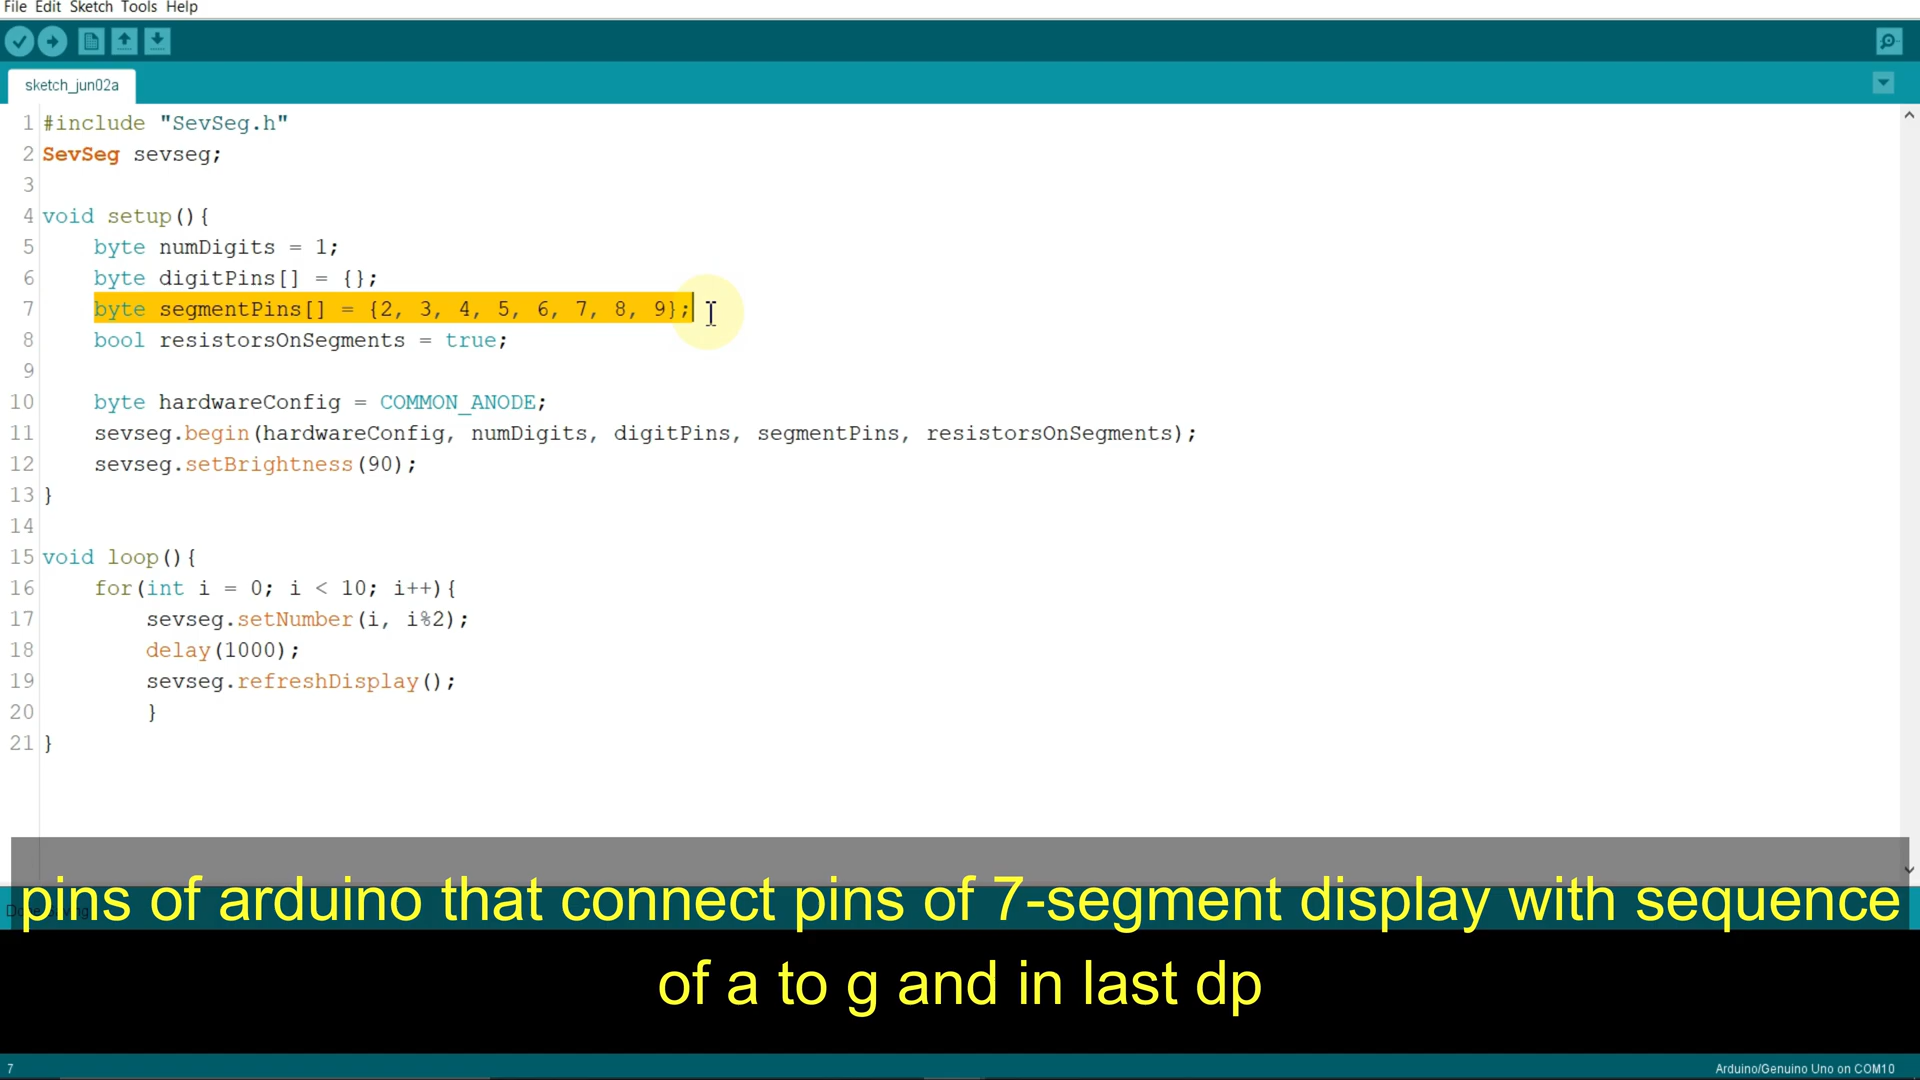 File Edit Sketch Tools Help
sketch_jun02a
1 #include "SevSeg.h"
2 SevSeg sevseg;
3
4 void setup(){
5 byte numDigits = 1;
6 byte digitPins[] = {};
7 byte segmentPins[] = {2, 3, 4, 5, 6, 7, 8, 9};
8 bool resistorsOnSegments = true;
9
10 byte hardwareConfig = COMMON_ANODE;
11 sevseg.begin(hardwareConfig, numDigits, digitPins, segmentPins, resistorsOnSegments);
12 sevseg.setBrightness(90);
13 }
14
15 void loop(){
16 for(int i = 0; i < 10; i++){
17 sevseg.setNumber(i, i%2);
18 delay(1000);
19 sevseg.refreshDisplay();
20 }
21 }
pins of arduino that connect pins of 7-segment display with sequence
of a to g and in last dp
7 Arduino/Genuino Uno on COM10